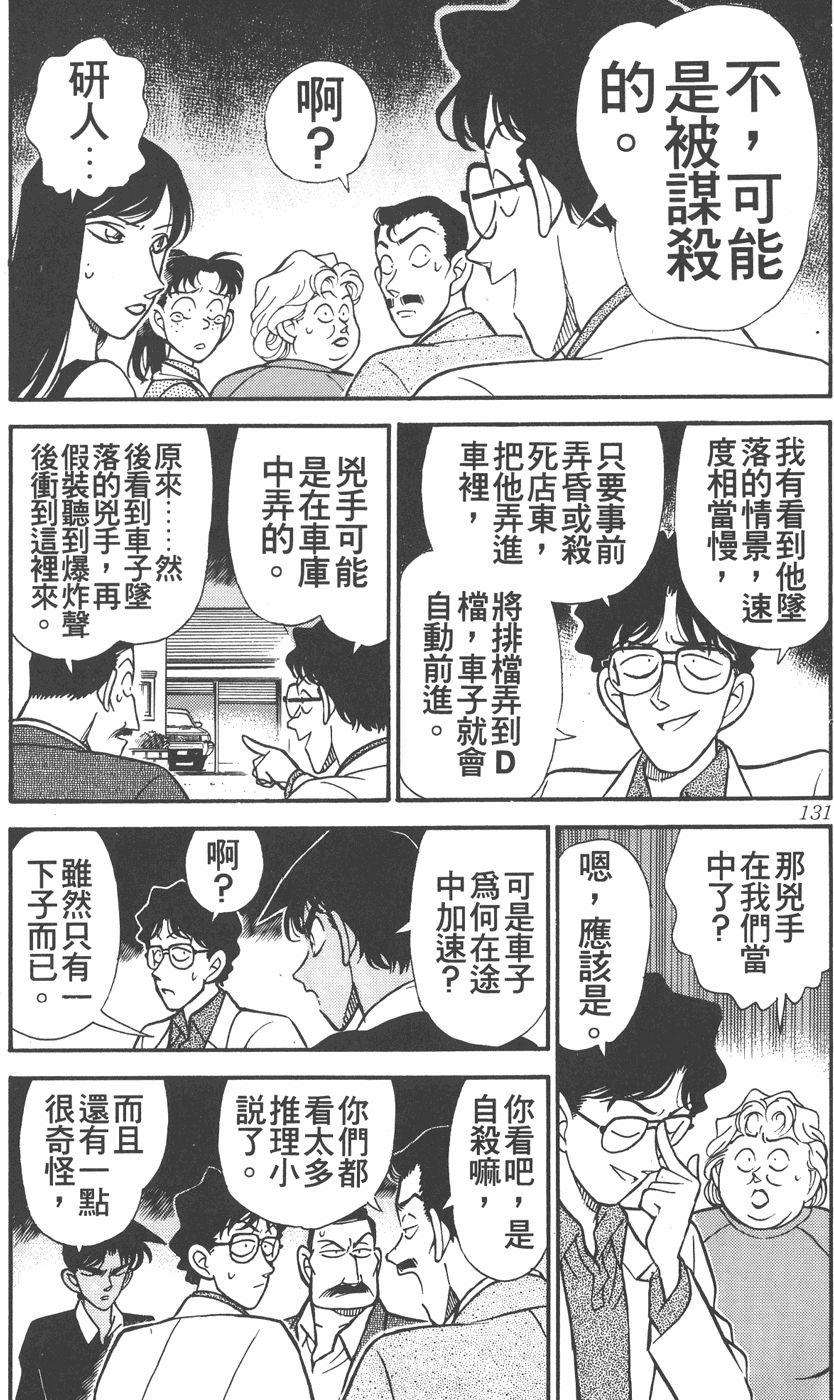 不，可能
是被謀殺
的。
啊？
研人…
我有看到他墜
落的情景，速
度相當慢，
只要事前
弄昏或殺
死店東，
把他弄進
車裡，
將排檔弄到D
檔，車子就會
自動前進。
兇手可能
是在車庫
中弄的。
原來……然
後看到車子墜
落的兇手，再
假裝聽到爆炸聲
後衝到這裡來。
131
那兇手
在我們當
中了？
嗯，應該是。
可是車子
為何在途
中加速？
啊？
雖然只有一
下子而已。
你看吧，是
自殺嘛，
你們都
看太多
推理小
說了。
而且
還有一點
很奇怪，